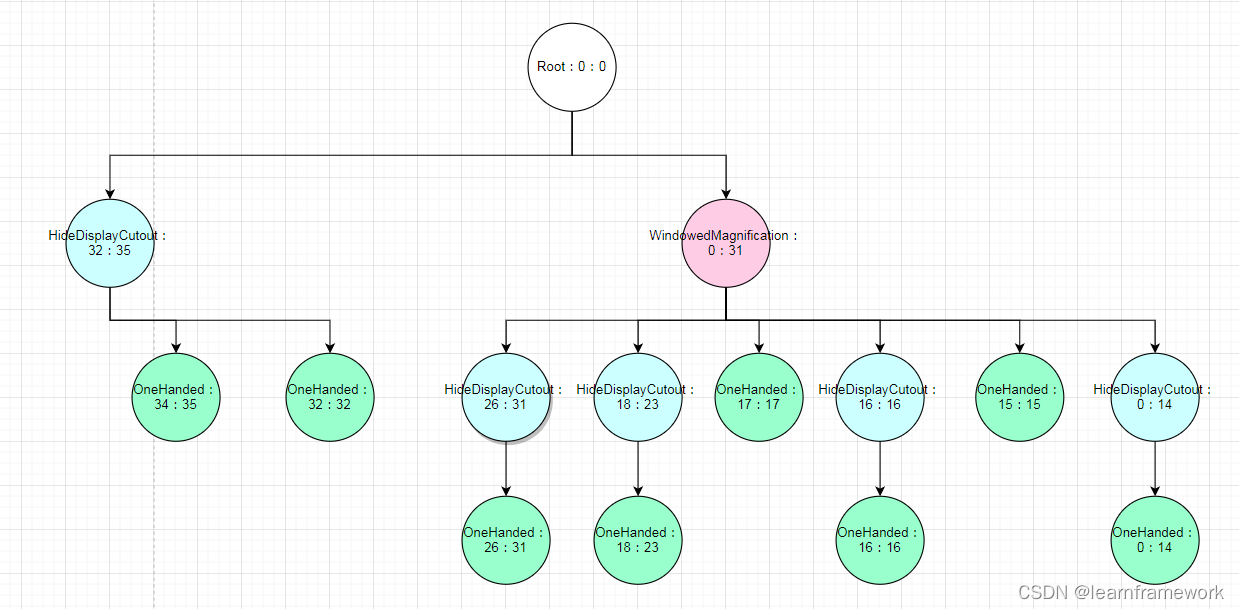 Root：0：0
HideDisplayCutout：
32：35
WindowedMagnification：
0：31
OneHanded：
34：35
OneHanded：
32：32
HideDisplayCutout：
26：31
HideDisplayCutout：
18：23
OneHanded：
17：17
HideDisplayCutout：
16：16
OneHanded：
15：15
HideDisplayCutout：
0：14
OneHanded：
26：31
OneHanded：
18：23
OneHanded：
16：16
OneHanded：
0：14
CSDN @learnframework